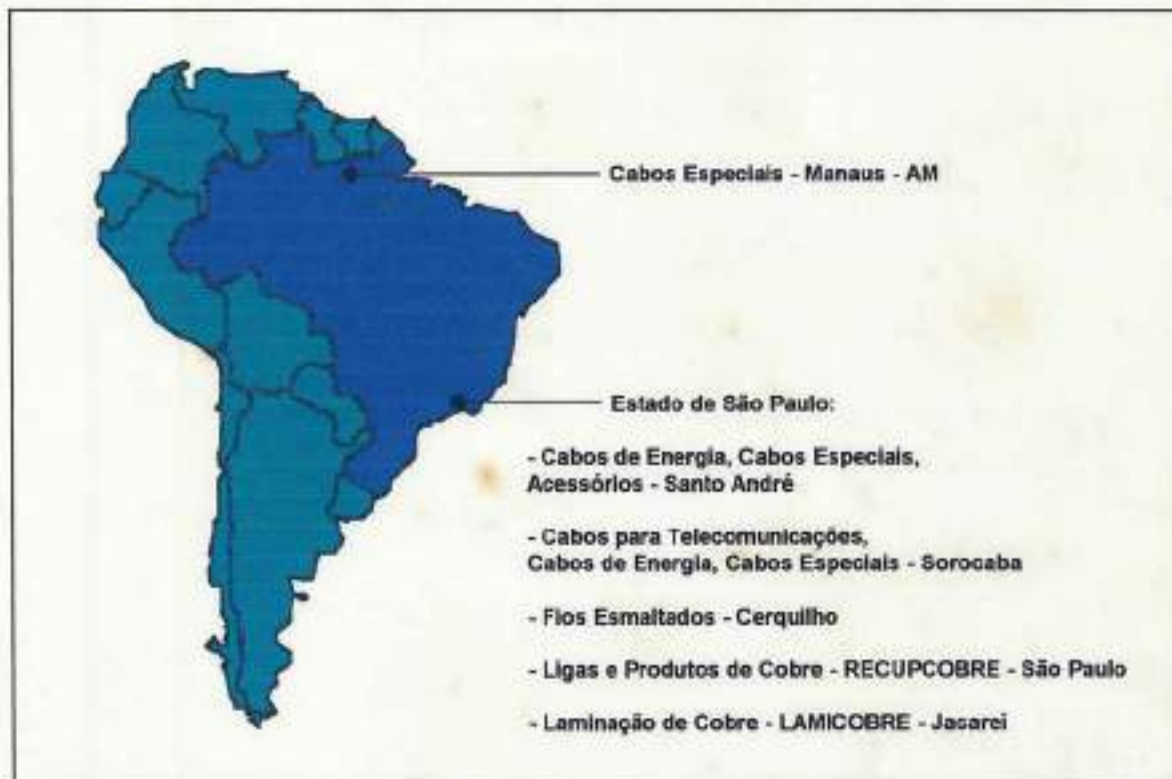 Cabos Especiais - Manaus - AM
Estado de São Paulo:
- Cabos de Energia, Cabos Especiais,
Acessórios - Santo André
- Cabos para Telecomunicações,
Cabos de Energia, Cabos Especiais - Sorocaba
- Fios Esmaltados - Cerquilho
- Ligas e Produtos de Cobre - RECUPCOBRE - São Paulo
- Laminação de Cobre - LAMICOBRE - Jasarei